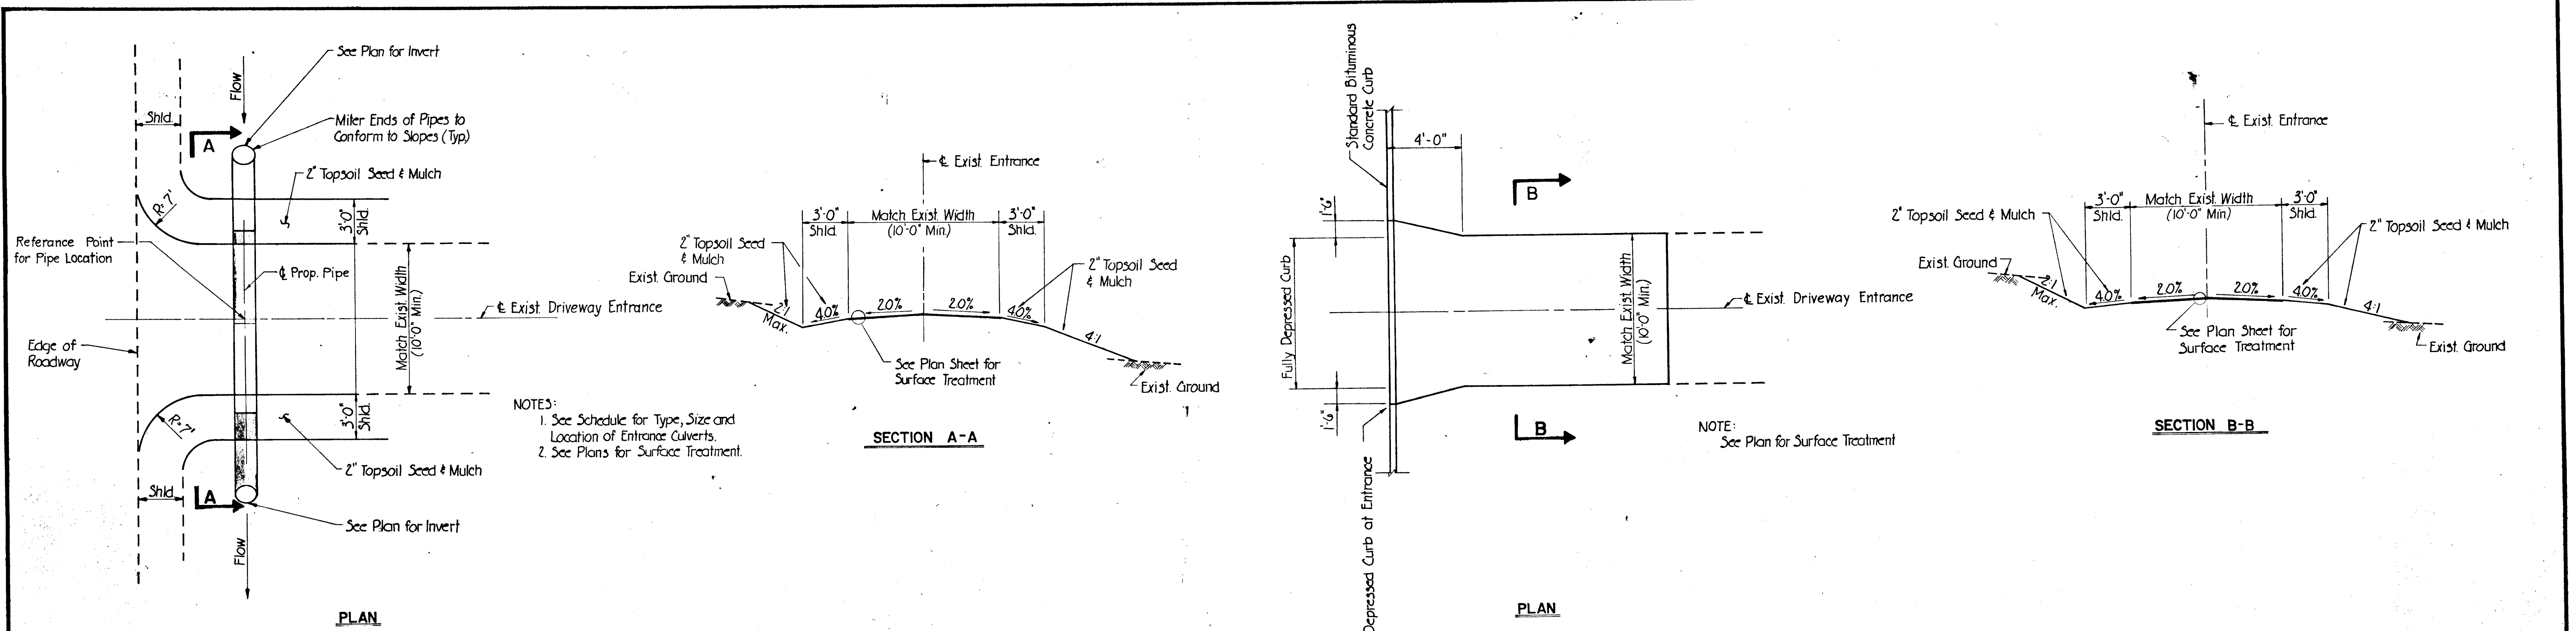 See Plan for Invert
Flow
Shld.
A
Miter Ends of Pipes to
Conform to Slopes (Typ.)
2" Topsoil Seed & Mulch
R=7'
3'-0"
Shld.
Referance Point
for Pipe Location
℄ Prop. Pipe
Match Exist. Width
(10'-0" Min.)
℄ Exist. Driveway Entrance
Edge of
Roadway
R=7'
3'-0"
Shld.
2" Topsoil Seed & Mulch
Shld.
A
See Plan for Invert
Flow
PLAN
NOTES:
1. See Schedule for Type, Size and
Location of Entrance Culverts.
2. See Plans for Surface Treatment.
℄ Exist. Entrance
3'-0"
Shld.
Match Exist. Width
(10'-0" Min.)
3'-0"
Shld.
2" Topsoil Seed
& Mulch
Exist. Ground
2:1
Max.
4.0%
2.0%
2.0%
4.0%
4:1
2" Topsoil Seed
& Mulch
See Plan Sheet for
Surface Treatment
Exist. Ground
SECTION A-A
Standard Bituminous
Concrete Curb
4'-0"
B
1'-6"
Fully Depressed Curb
Match Exist Width
(10'-0" Min.)
℄ Exist. Driveway Entrance
1'-6"
B
Depressed Curb at Entrance
NOTE:
See Plan for Surface Treatment
PLAN
℄ Exist. Entrance
3'-0"
Shld.
Match Exist. Width
(10'-0" Min)
3'-0"
Shld.
2" Topsoil Seed & Mulch
2" Topsoil Seed & Mulch
Exist. Ground
2:1
Max.
4.0%
2.0%
2.0%
4.0%
4:1
See Plan Sheet for
Surface Treatment
Exist. Ground
SECTION B-B